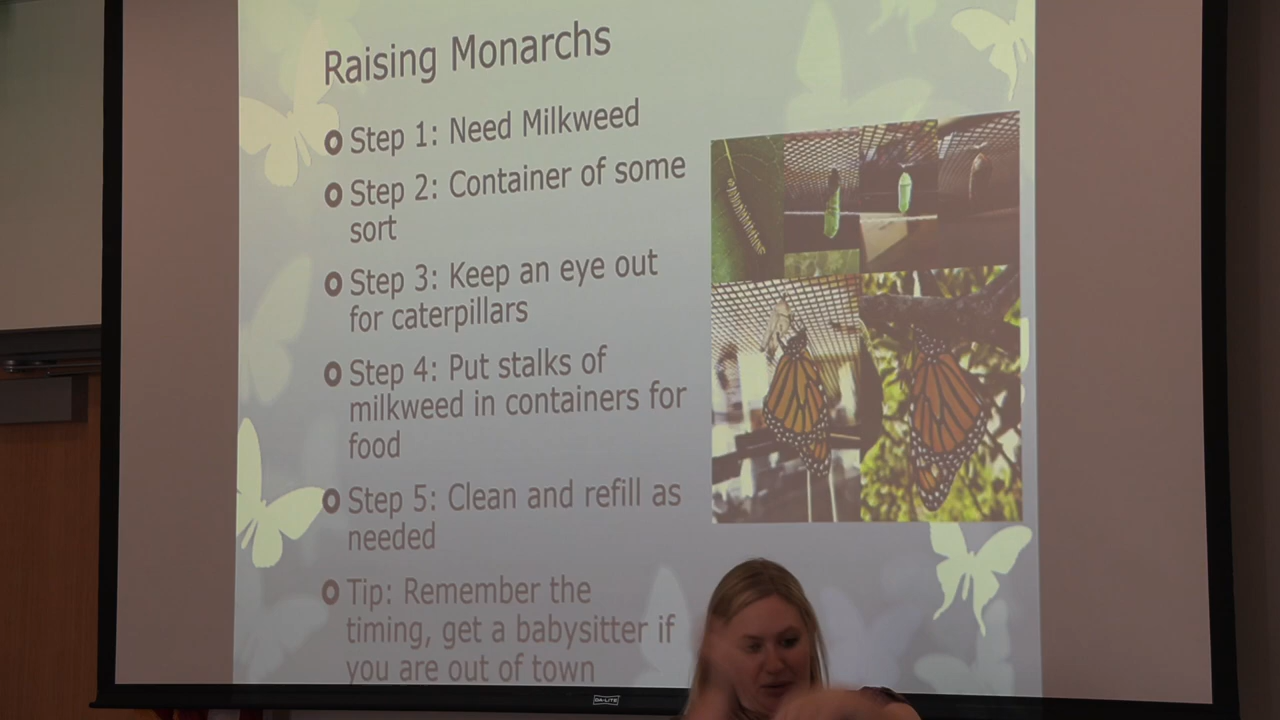 Raising Monarchs
Step 1: Need Milkweed
Step 2: Container of some
sort
Step 3: Keep an eye out
for caterpillars
Step 4: Put stalks of
milkweed in containers for
food
Step 5: Clean and refill as
needed
Tip: Remember the
timing, get a babysitter if
you are out of town
DA-LITE